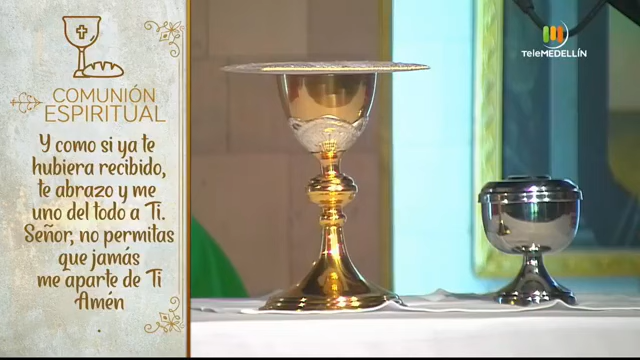 COMUNIÓN
ESPIRITUAL
Y como si ya te
hubiera recibido,
te abrazo y me
uno del todo a Ti.
Señor, no permitas
que jamás
me aparte de Ti
Amén
TeleMEDELLÍN